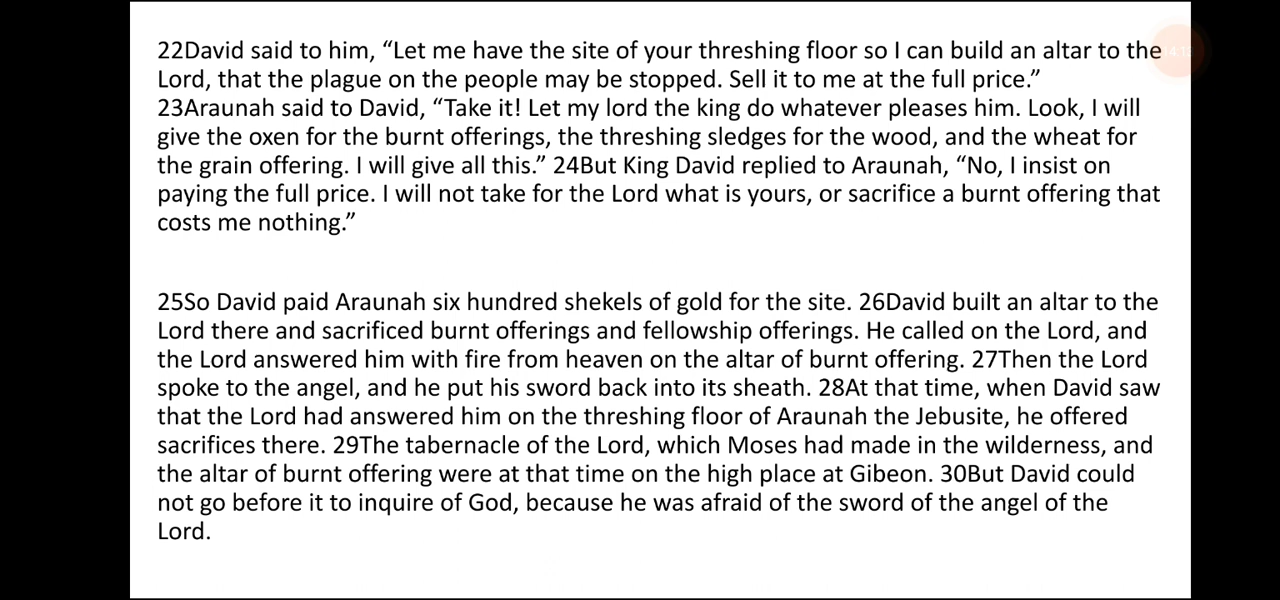 22David said to him, “Let me have the site of your threshing floor so I can build an altar to the
Lord, that the plague on the people may be stopped. Sell it to me at the full price.”
23Araunah said to David, “Take it! Let my lord the king do whatever pleases him. Look, I will
give the oxen for the burnt offerings, the threshing sledges for the wood, and the wheat for
the grain offering. I will give all this.” 24But King David replied to Araunah, “No, I insist on
paying the full price. I will not take for the Lord what is yours, or sacrifice a burnt offering that
costs me nothing.”
25So David paid Araunah six hundred shekels of gold for the site. 26David built an altar to the
Lord there and sacrificed burnt offerings and fellowship offerings. He called on the Lord, and
the Lord answered him with fire from heaven on the altar of burnt offering. 27Then the Lord
spoke to the angel, and he put his sword back into its sheath. 28At that time, when David saw
that the Lord had answered him on the threshing floor of Araunah the Jebusite, he offered
sacrifices there. 29The tabernacle of the Lord, which Moses had made in the wilderness, and
the altar of burnt offering were at that time on the high place at Gibeon. 30But David could
not go before it to inquire of God, because he was afraid of the sword of the angel of the
Lord.